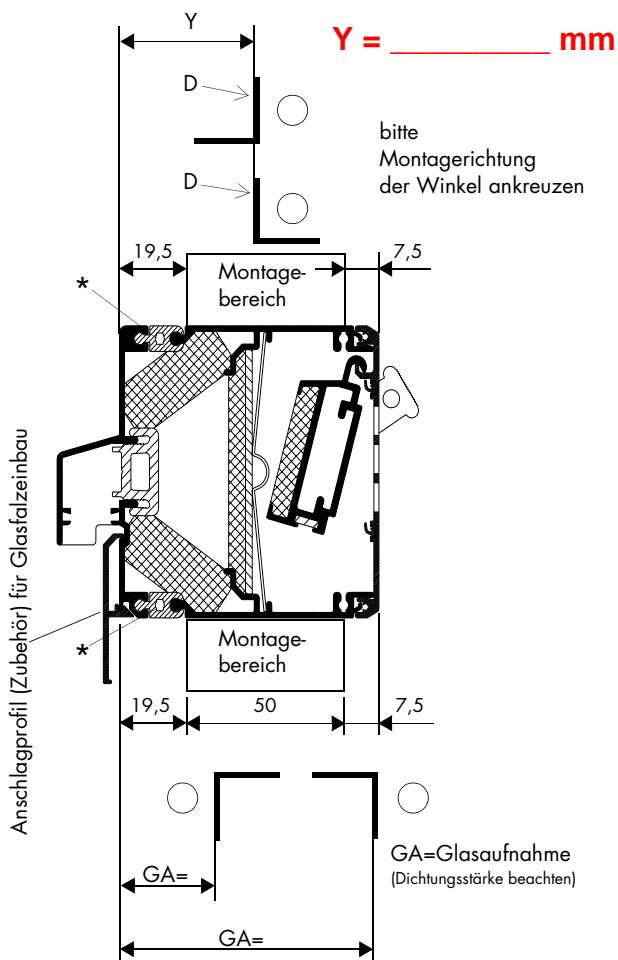 Y
Y = __________ mm
D
bitte
Montagerichtung
der Winkel ankreuzen
D
19,5
7,5
Montage-
bereich
*
Anschlagprofil (Zubehör) für Glasfalzeinbau
Montage-
bereich
*
19,5
50
7,5
GA=Glasaufnahme
(Dichtungsstärke beachten)
GA=
GA=